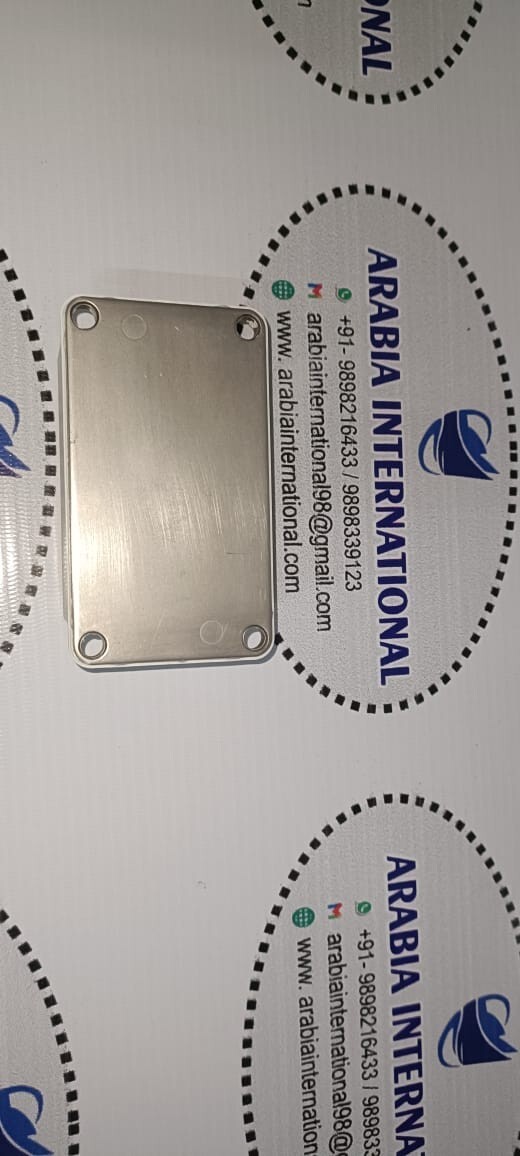 ONAL
ARABIA INTERNATIONAL
+91- 9898216433 / 9898339123
arabiainternational98@gmail.com
www. arabiainternational.com
ARABIA INTERNA
+91- 9898216433 / 98983
arabiainternational98@
www. arabiainternation